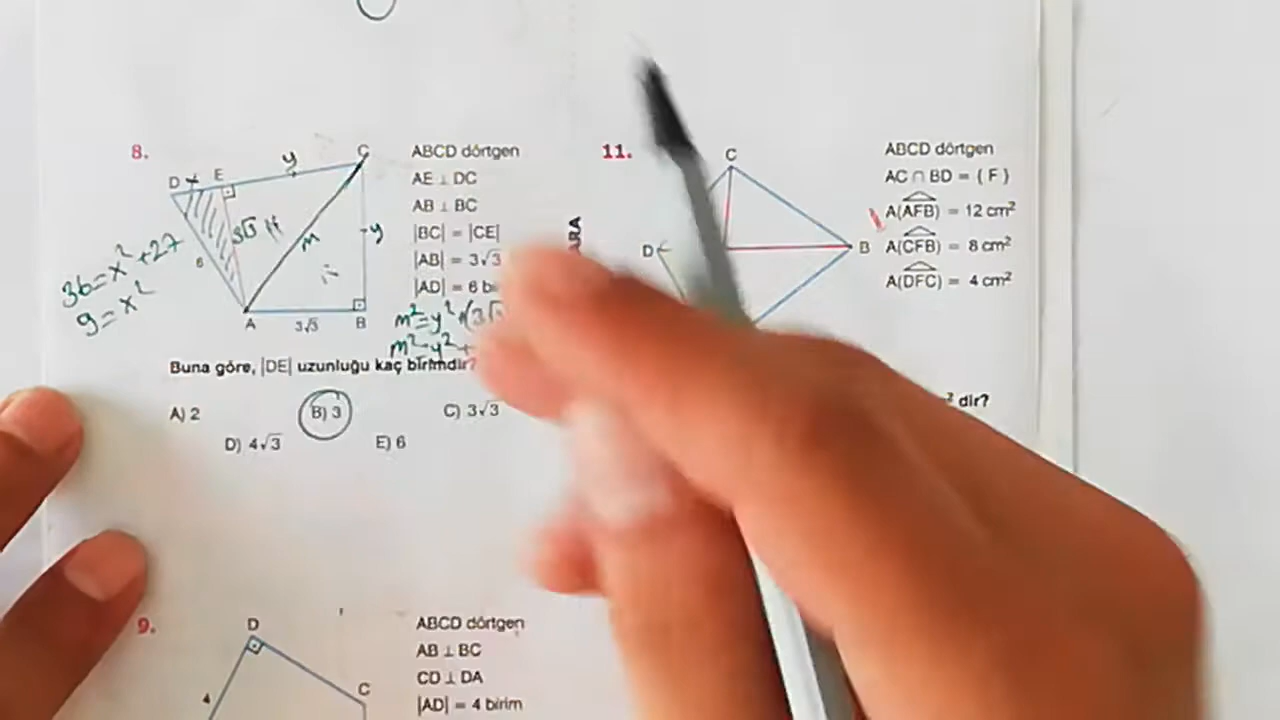 8.
D
E
y
C
x
3√3
m
y
6
A
3√3
B
36=x²+27
9=x²
ABCD dörtgen
AE ⊥ DC
AB ⊥ BC
|BC| = |CE|
|AB| = 3√3
|AD| = 6
m²=y²+(3
m²=y²+
Buna göre, |DE| uzunluğu kaç birimdir?
A) 2
B) 3
C) 3√3
D) 4√3
E) 6
9.
D
C
4
ABCD dörtgen
AB ⊥ BC
CD ⊥ DA
|AD| = 4 birim
11.
C
D
B
ABCD dörtgen
AC ∩ BD = { F }
A(AFB) = 12 cm²
A(CFB) = 8 cm²
A(DFC) = 4 cm²
dir?